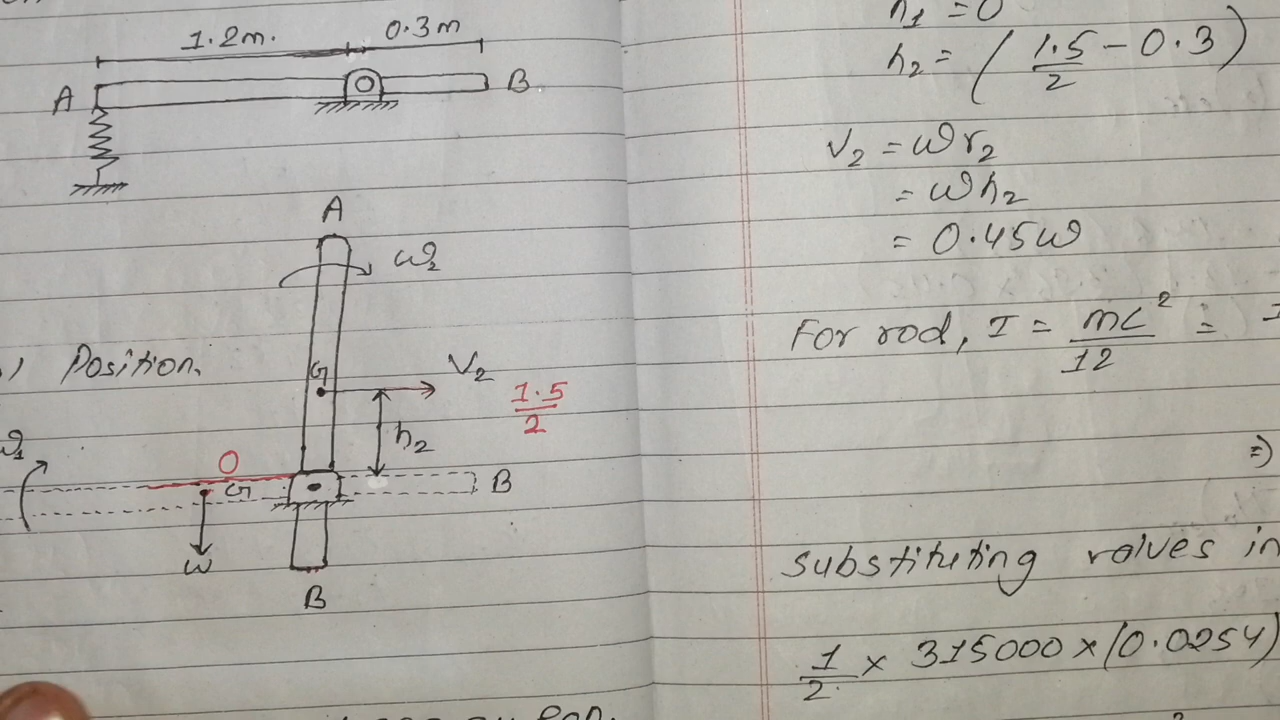 1.2m.
0.3m
A
B
A
ω₂
Position.
G
V₂
1.5/2
h₂
O
G
B
W
B
h₁ = 0
h₂ = ( 1.5/2 - 0.3 )
V₂ = ωr₂
= ωh₂
= 0.45ω
For rod, I = mL²/12 =
⇒)
substituting values in
1/2 × 315000 × (0.0254)